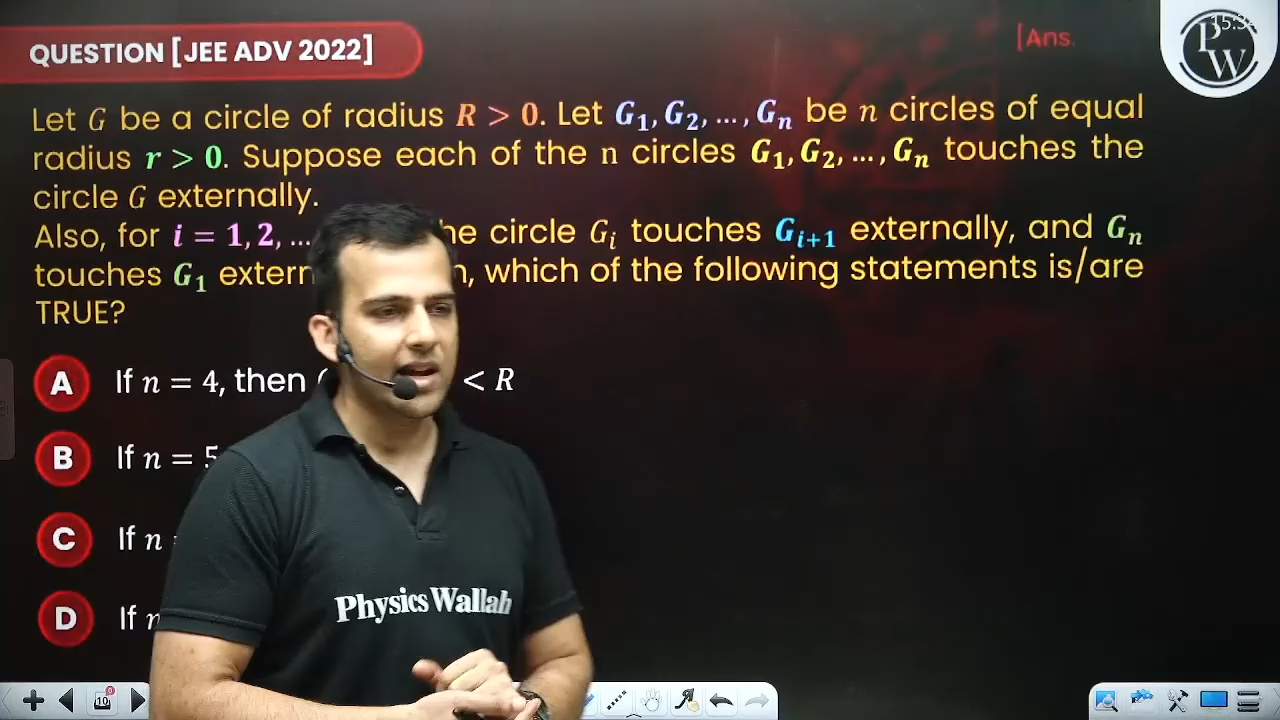 QUESTION [JEE ADV 2022]
[Ans.
15:3
P
W
Let G be a circle of radius R > 0. Let G₁, G₂, ..., Gₙ be n circles of equal
radius r > 0. Suppose each of the n circles G₁, G₂, ..., Gₙ touches the
circle G externally.
Also, for i = 1, 2, ... circle Gᵢ touches Gᵢ₊₁ externally, and Gₙ
touches G₁ which of the following statements is/are
TRUE?
A If n = 4, then < R
B If n = 5
C If n
D If n
Physics Wallah
10